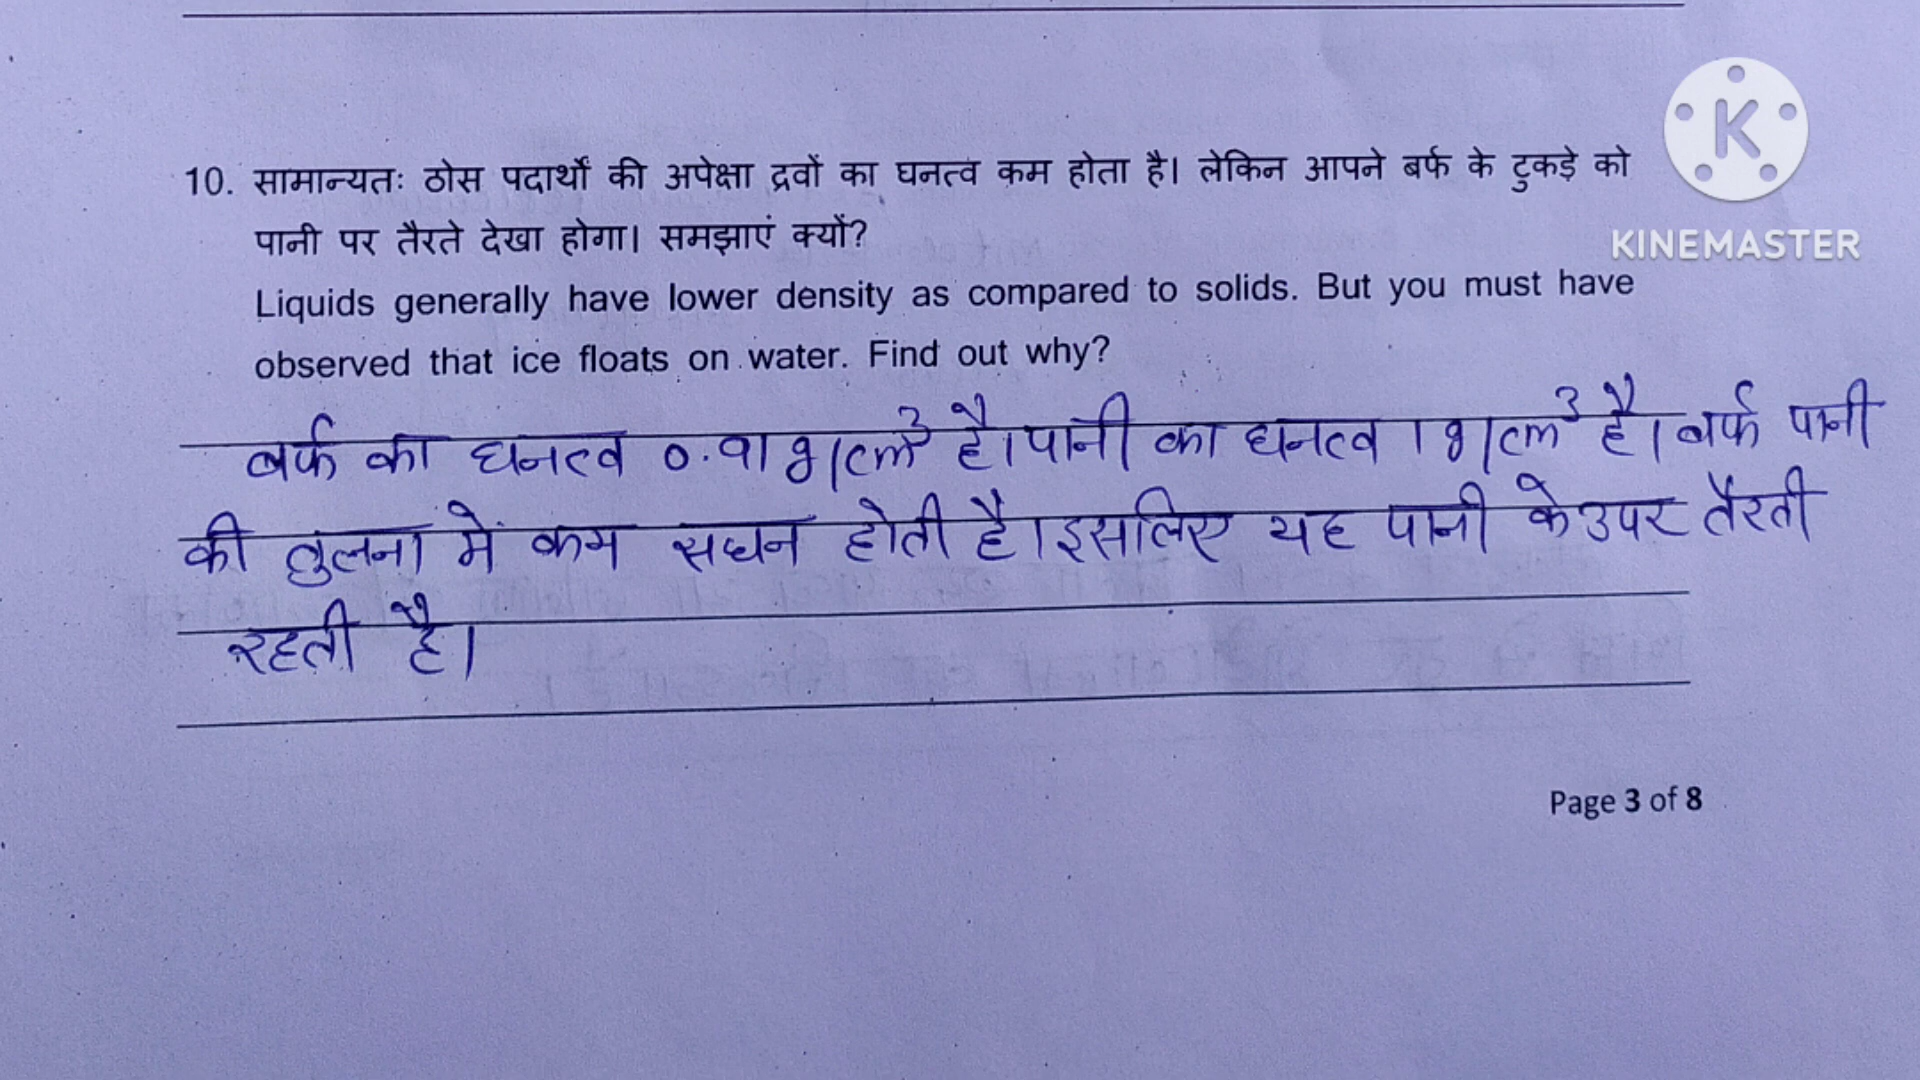 10. सामान्यतः ठोस पदार्थों की अपेक्षा द्रवों का घनत्व कम होता है। लेकिन आपने बर्फ के टुकड़े को
पानी पर तैरते देखा होगा। समझाएं क्यों?
Liquids generally have lower density as compared to solids. But you must have
observed that ice floats on water. Find out why?
बर्फ का घनत्व 0.91 g/cm³ है। पानी का घनत्व 1 g/cm³ है। बर्फ पानी
की तुलना में कम सघन होती है। इसलिए यह पानी के उपर तैरती
रहती है।
Page 3 of 8
K
KINEMASTER